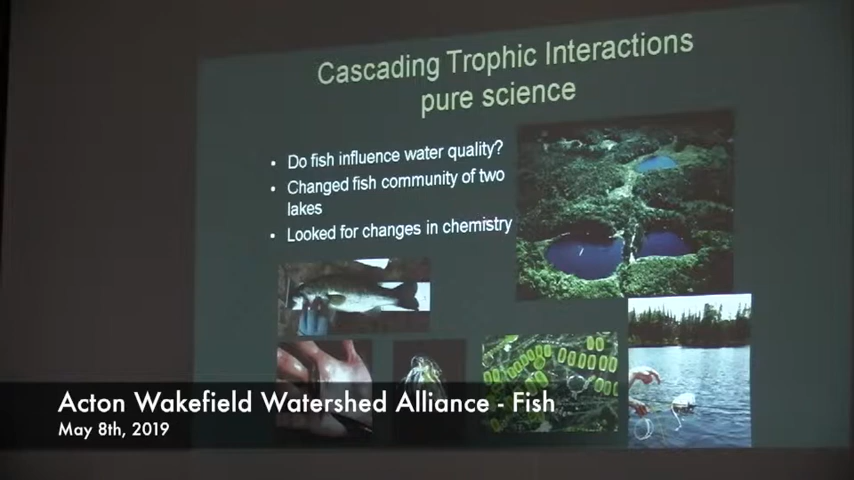 Cascading Trophic Interactions
pure science
• Do fish influence water quality?
• Changed fish community of two
lakes
• Looked for changes in chemistry
Acton Wakefield Watershed Alliance - Fish
May 8th, 2019